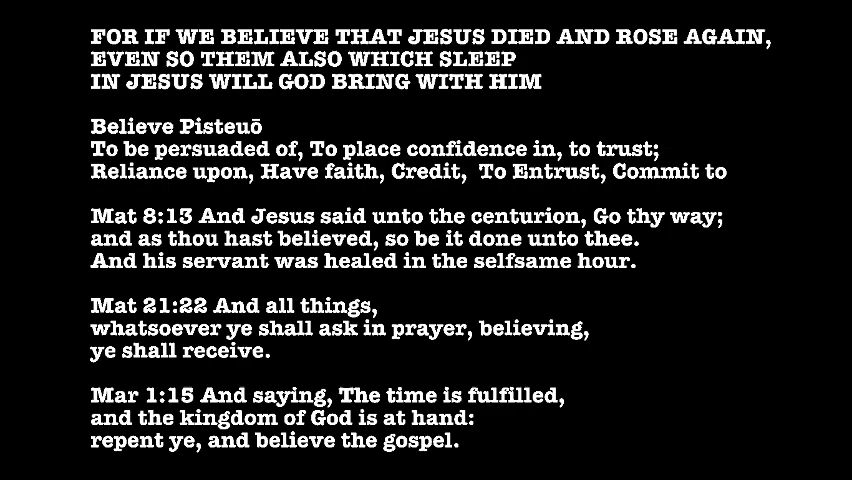 FOR IF WE BELIEVE THAT JESUS DIED AND ROSE AGAIN,
EVEN SO THEM ALSO WHICH SLEEP
IN JESUS WILL GOD BRING WITH HIM
Believe Pisteuō
To be persuaded of, To place confidence in, to trust;
Reliance upon, Have faith, Credit,  To Entrust, Commit to
Mat 8:13 And Jesus said unto the centurion, Go thy way;
and as thou hast believed, so be it done unto thee.
And his servant was healed in the selfsame hour.
Mat 21:22 And all things,
whatsoever ye shall ask in prayer, believing,
ye shall receive.
Mar 1:15 And saying, The time is fulfilled,
and the kingdom of God is at hand:
repent ye, and believe the gospel.